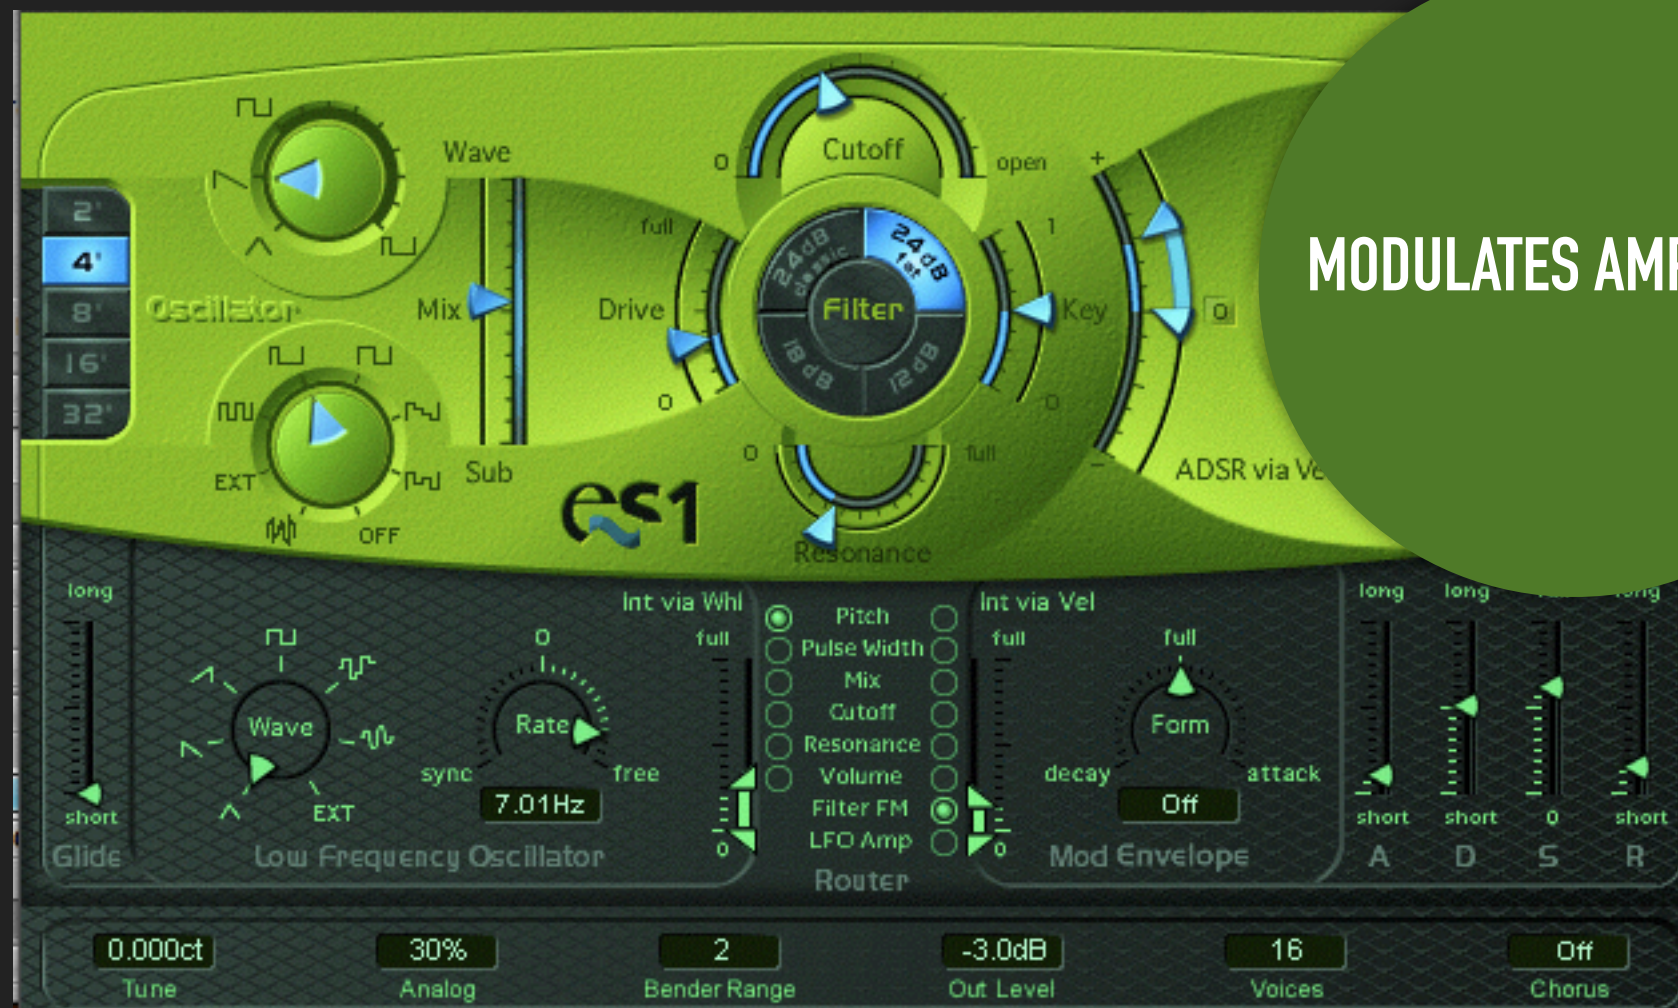 MODULATES AMP
Wave
Cutoff
0
open
+
2'
4'
8'
16'
32'
full
24dB
classic
24dB
fat
1
Oscillator
Mix
Drive
Filter
Key
0
18dB
12dB
0
0
EXT
OFF
Sub
es1
0
full
Resonance
-
ADSR via Ve
long
Int via Whl
Int via Vel
long
long
0
full
full
full
Pitch
Pulse Width
Mix
Cutoff
Resonance
Volume
Filter FM
LFO Amp
Wave
Rate
Form
sync
free
decay
attack
7.01Hz
Off
short
EXT
0
0
short
short
0
short
Glide
Low Frequency Oscillator
Router
Mod Envelope
A
D
S
R
0.000ct
30%
2
-3.0dB
16
Off
Tune
Analog
Bender Range
Out Level
Voices
Chorus